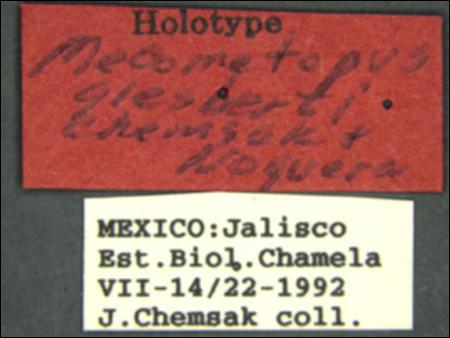 Holotype
Mecometopus
giesberti
Chemsak &
Noguera
MEXICO:Jalisco
Est.Biol.Chamela
VII-14/22-1992
J.Chemsak coll.